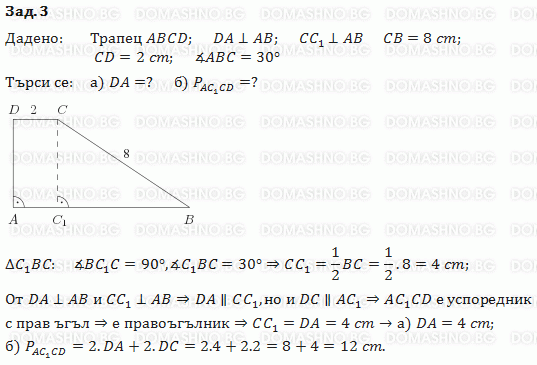 Зад. 3
Дадено: Трапец ABCD; DA ⊥ AB; CC₁ ⊥ AB CB = 8 cm;
CD = 2 cm; ∡ABC = 30°
Търси се: а) DA =? б) P_{AC₁CD} =?
D 2 C
8
A C₁ B
ΔC₁BC: ∡BC₁C = 90°, ∡C₁BC = 30° ⇒ CC₁ = 1/2 BC = 1/2 .8 = 4 cm;
От DA ⊥ AB и CC₁ ⊥ AB ⇒ DA ∥ CC₁, но и DC ∥ AC₁ ⇒ AC₁CD е успоредник
с прав ъгъл ⇒ е правоъгълник ⇒ CC₁ = DA = 4 cm → а) DA = 4 cm;
б) P_{AC₁CD} = 2. DA + 2. DC = 2.4 + 2.2 = 8 + 4 = 12 cm.